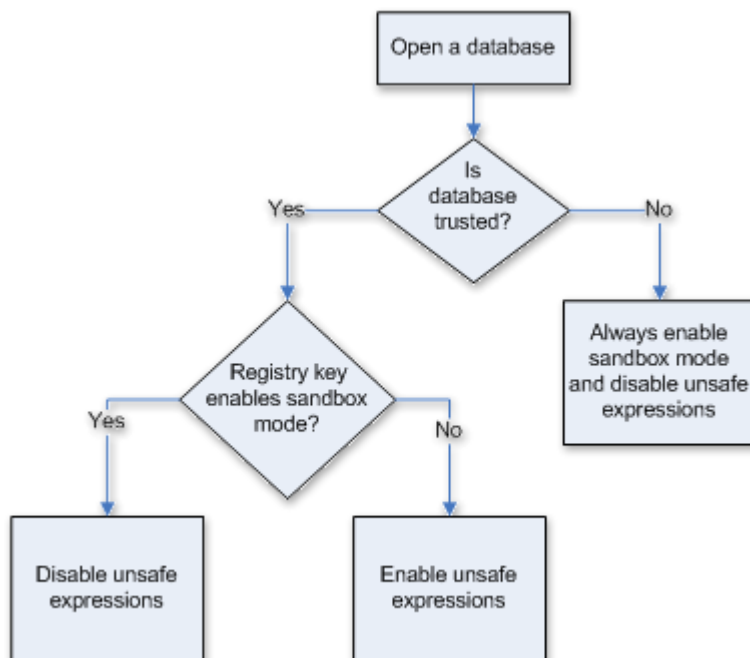 Open a database
Is
database
trusted?
Yes
No
Always enable
sandbox mode
and disable unsafe
expressions
Registry key
enables sandbox
mode?
Yes
No
Disable unsafe
expressions
Enable unsafe
expressions